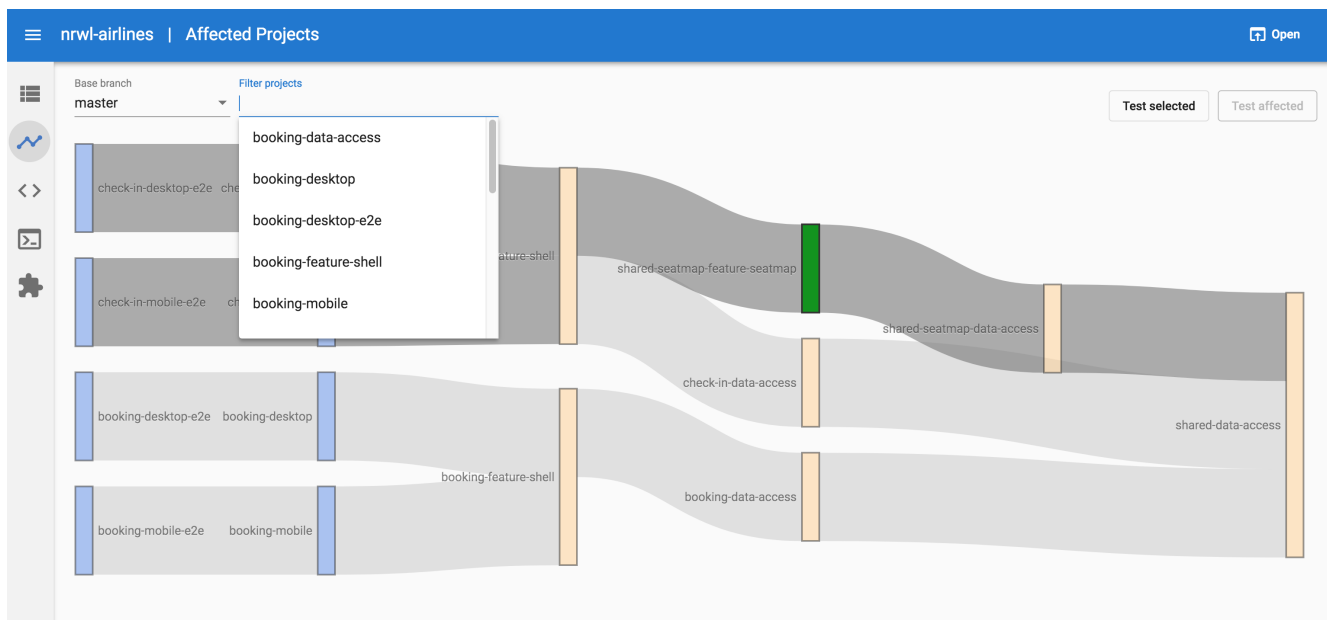 nrwl-airlines | Affected Projects
Open
Base branch
master
Filter projects
Test selected
Test affected
booking-data-access
booking-desktop
booking-desktop-e2e
booking-feature-shell
booking-mobile
check-in-desktop-e2e
shared-seatmap-feature-seatmap
check-in-mobile-e2e
shared-seatmap-data-access
check-in-data-access
booking-desktop-e2e
booking-desktop
shared-data-access
booking-feature-shell
booking-data-access
booking-mobile-e2e
booking-mobile